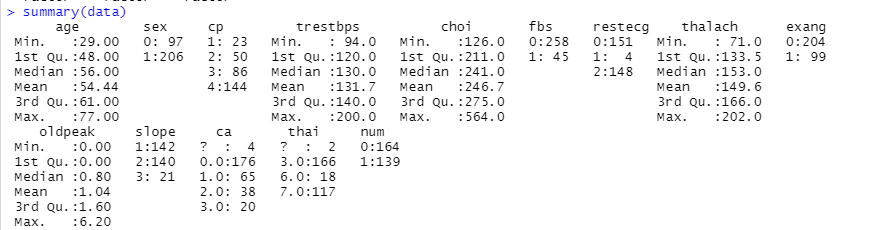 > summary(data)
age sex cp trestbps choi fbs restecg thalach exang
Min. :29.00 0: 97 1: 23 Min. : 94.0 Min. :126.0 0:258 0:151 Min. : 71.0 0:204
1st Qu.:48.00 1:206 2: 50 1st Qu.:120.0 1st Qu.:211.0 1: 45 1: 4 1st Qu.:133.5 1: 99
Median :56.00 3: 86 Median :130.0 Median :241.0 2:148 Median :153.0
Mean :54.44 4:144 Mean :131.7 Mean :246.7 Mean :149.6
3rd Qu.:61.00 3rd Qu.:140.0 3rd Qu.:275.0 3rd Qu.:166.0
Max. :77.00 Max. :200.0 Max. :564.0 Max. :202.0
oldpeak slope ca thai num
Min. :0.00 1:142 ? : 4 ? : 2 0:164
1st Qu.:0.00 2:140 0.0:176 3.0:166 1:139
Median :0.80 3: 21 1.0: 65 6.0: 18
Mean :1.04 2.0: 38 7.0:117
3rd Qu.:1.60 3.0: 20
Max. :6.20